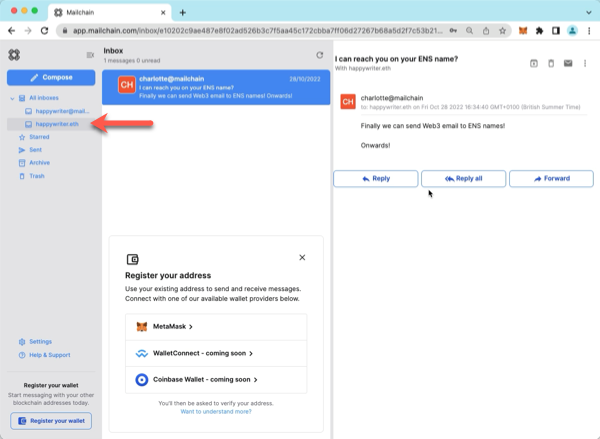 Mailchain
app.mailchain.com/inbox/e10202c9ae487e8f02ad526b3c7f5aa45c172cbba7ff06d27267b68a5d2f7c53b21...
Compose
All inboxes
happywriter@mail...
happywriter.eth
Starred
Sent
Archive
Trash
Settings
Help & Support
Register your wallet
Start messaging with your other
blockchain addresses today.
Register your wallet
Inbox
1 messages 0 unread
CH
charlotte@mailchain
28/10/2022
I can reach you on your ENS name?
Finally we can send Web3 email to ENS names! Onwards!
Register your address
Use your existing address to send and receive messages.
Connect with one of our available wallet providers below.
MetaMask >
WalletConnect - coming soon >
Coinbase Wallet - coming soon >
You'll then be asked to verify your address.
Want to understand more?
I can reach you on your ENS name?
With happywriter.eth
CH
charlotte@mailchain
to: happywriter.eth on Fri Oct 28 2022 16:34:40 GMT+0100 (British Summer Time)
Finally we can send Web3 email to ENS names!
Onwards!
Reply
Reply all
Forward